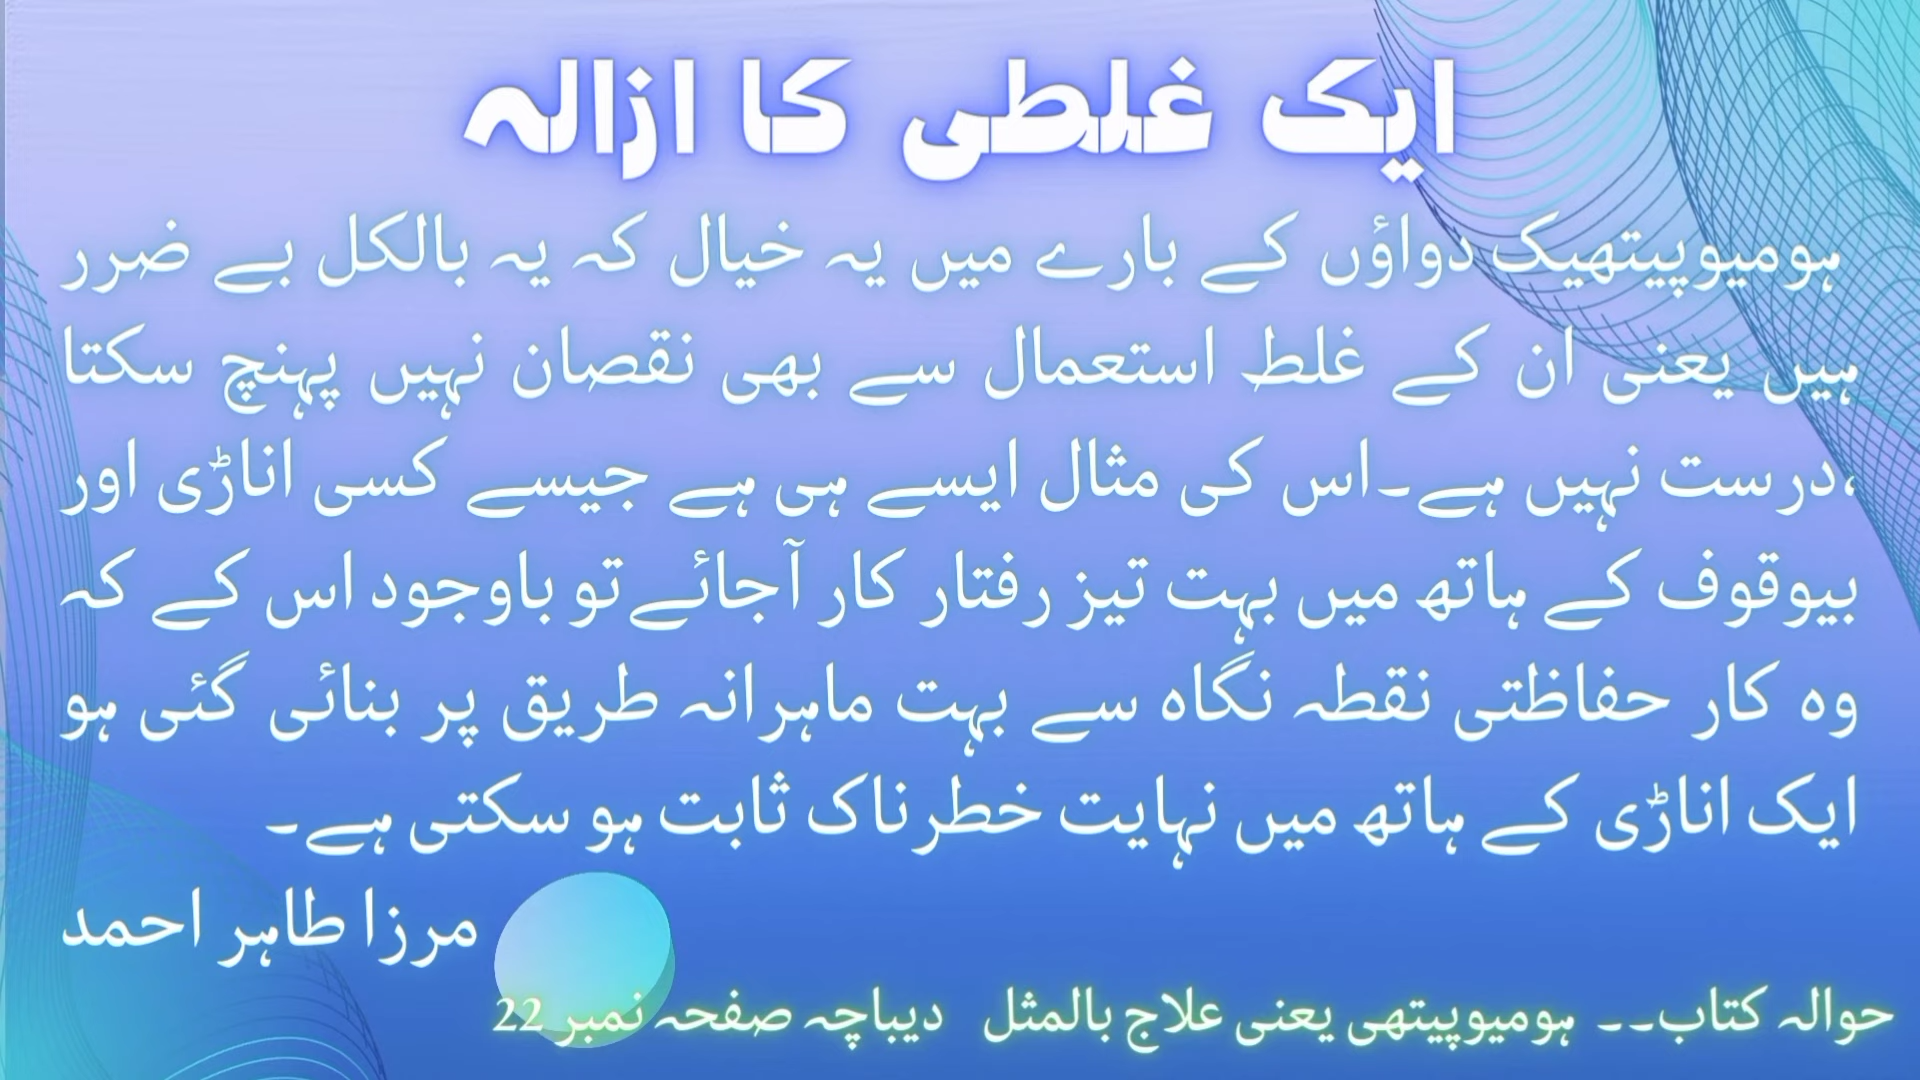 ایک غلطی کا ازالہ
ہومیوپیتھیک دواؤں کے بارے میں یہ خیال کہ یہ بالکل بے ضرر
ہیں یعنی ان کے غلط استعمال سے بھی نقصان نہیں پہنچ سکتا
،درست نہیں ہے۔اس کی مثال ایسے ہی ہے جیسے کسی اناڑی اور
بیوقوف کے ہاتھ میں بہت تیز رفتار کار آجائے تو باوجود اس کے کہ
وہ کار حفاظتی نقطہ نگاہ سے بہت ماہرانہ طریق پر بنائی گئی ہو
ایک اناڑی کے ہاتھ میں نہایت خطرناک ثابت ہو سکتی ہے۔
مرزا طاہر احمد
حوالہ کتاب۔۔ ہومیوپیتھی یعنی علاج بالمثل دیباچہ صفحہ نمبر 22